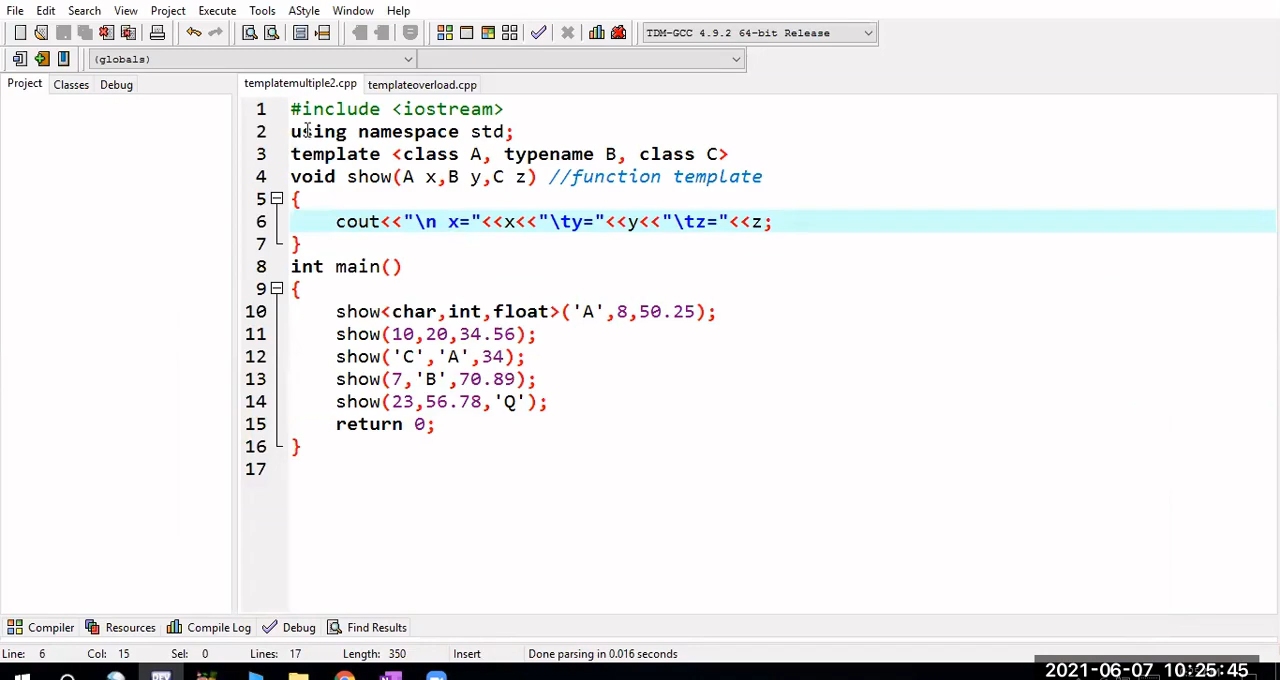 File Edit Search View Project Execute Tools AStyle Window Help
TDM-GCC 4.9.2 64-bit Release
(globals)
Project Classes Debug templatemultiple2.cpp templateoverload.cpp
1 #include <iostream>
2 using namespace std;
3 template <class A, typename B, class C>
4 void show(A x,B y,C z) //function template
5 {
6 cout<<"\n x="<<x<<"\ty="<<y<<"\tz="<<z;
7 }
8 int main()
9 {
10 show<char,int,float>('A',8,50.25);
11 show(10,20,34.56);
12 show('C','A',34);
13 show(7,'B',70.89);
14 show(23,56.78,'Q');
15 return 0;
16 }
17
Compiler Resources Compile Log Debug Find Results
Line: 6 Col: 15 Sel: 0 Lines: 17 Length: 350 Insert Done parsing in 0.016 seconds
DEV
2021-06-07 10:25:45